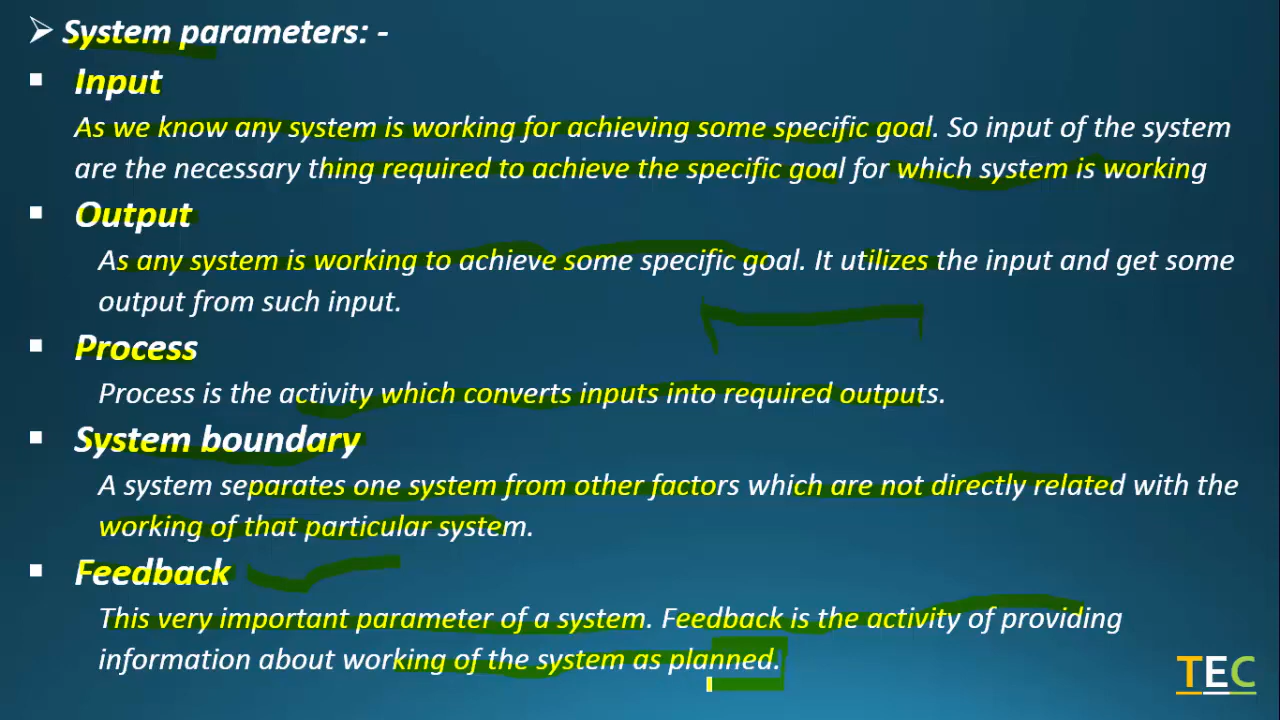 System parameters: -
Input
As we know any system is working for achieving some specific goal. So input of the system
are the necessary thing required to achieve the specific goal for which system is working
Output
As any system is working to achieve some specific goal. It utilizes the input and get some
output from such input.
Process
Process is the activity which converts inputs into required outputs.
System boundary
A system separates one system from other factors which are not directly related with the
working of that particular system.
Feedback
This very important parameter of a system. Feedback is the activity of providing
information about working of the system as planned.
TEC